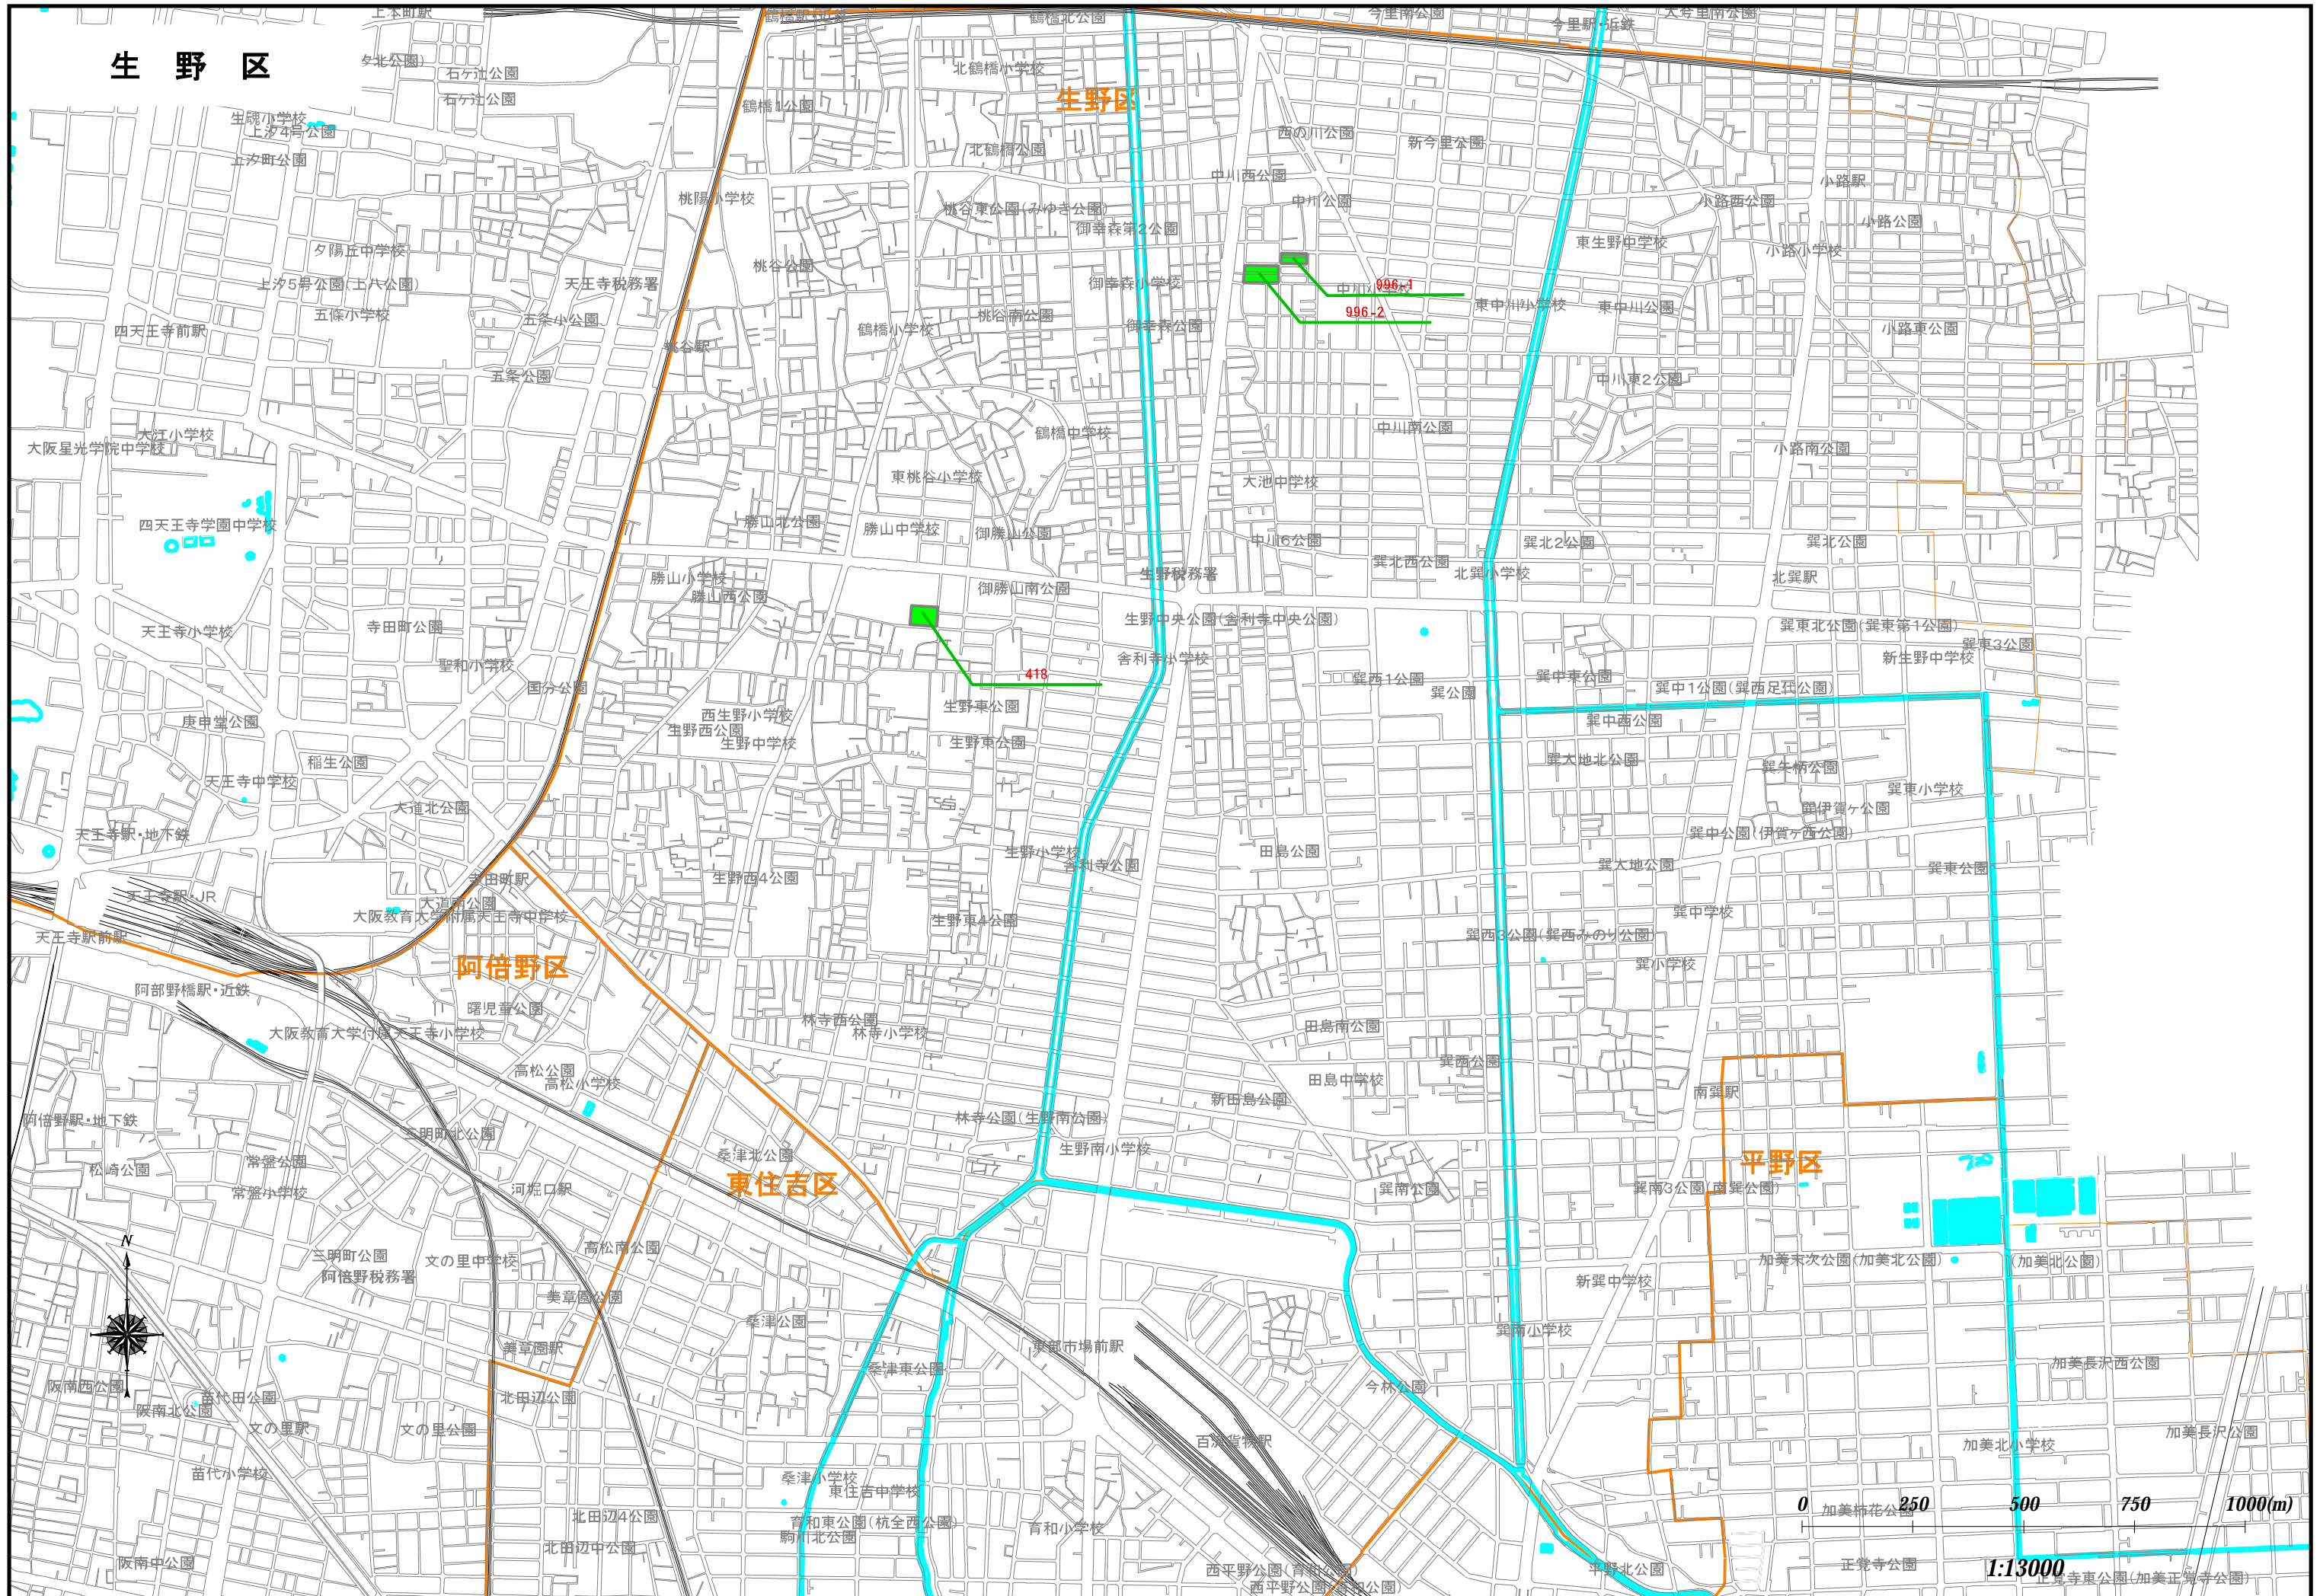 生野区
上本町駅
鶴橋北公園
今里南公園
今里駅・近鉄
大今里南公園
夕北公園)
石ケ辻公園
石ケ辻公園
北鶴橋小学校
生野区
鶴橋1公園
生魂小学校
上汐4号公園
上汐町公園
北鶴橋公園
西の川公園
新今里公園
中川西公園
中川公園
小路駅
小路西公園
小路公園
桃陽小学校
桃谷東公園(みゆき公園)
御幸森第2公園
東生野中学校
小路小学校
夕陽丘中学校
桃谷公園
上汐5号公園(上六公園)
天王寺税務署
御幸森小学校
996-1
中川小学校
996-2
東中川小学校
東中川公園
五條小学校
五条小公園
桃谷南公園
御幸森公園
小路東公園
四天王寺前駅
鶴橋小学校
桃谷駅
五条公園
中川東2公園
大江小学校
大阪星光学院中学校
鶴橋中学校
中川南公園
小路南公園
東桃谷小学校
大池中学校
四天王寺学園中学校
勝山北公園
勝山中学校
御勝山公園
中川6公園
巽北2公園
巽北公園
巽北西公園
北巽小学校
北巽駅
生野税務署
勝山小学校
勝山西公園
御勝山南公園
生野中央公園(舎利寺中央公園)
巽東北公園(巽東第1公園)
巽東3公園
新生野中学校
天王寺小学校
寺田町公園
聖和小学校
国分公園
418
舎利寺小学校
巽西1公園
巽公園
巽中東公園
巽中1公園(巽西足代公園)
庚申堂公園
西生野小学校
生野西公園
生野中学校
生野東公園
生野東公園
巽中西公園
巽大地北公園
巽矢柄公園
稲生公園
天王寺中学校
大道北公園
巽東小学校
巽伊賀ケ公園
巽中公園(伊賀ケ西公園)
天王寺駅・地下鉄
生野小学校
舎利寺公園
田島公園
巽大地公園
巽東公園
寺田町駅
生野西4公園
天王寺駅・JR
大道南公園
大阪教育大学附属天王寺中学校
生野東4公園
巽中学校
天王寺駅前駅
巽西3公園(巽西みのり公園)
巽小学校
阿倍野区
阿部野橋駅・近鉄
曙児童公園
大阪教育大学付属天王寺小学校
林寺西公園
林寺小学校
田島南公園
高松公園
高松小学校
巽西公園
田島中学校
南巽駅
阿倍野駅・地下鉄
新田島公園
林寺公園(生野南公園)
三明町北公園
常盤公園
松崎公園
桑津北公園
生野南小学校
平野区
東住吉区
常盤小学校
河堀口駅
巽南公園
巽南3公園(南巽公園)
N
三明町公園
阿倍野税務署
文の里中学校
高松南公園
加美末次公園(加美北公園)
(加美北公園)
新巽中学校
美章園公園
桑津公園
巽南小学校
美章園駅
東部市場前駅
桑津東公園
加美長沢西公園
阪南西公園
苗代田公園
阪南北公園
北田辺公園
今林公園
文の里駅
文の里公園
百済貨物駅
加美北小学校
加美長沢公園
苗代小学校
桑津小学校
東住吉中学校
0 250 500 750 1000(m)
加美柿花公園
北田辺4公園
育和東公園(杭全西公園)
駒川北公園
育和小学校
北田辺中公園
阪南中公園
西平野公園(育和公園)
平野北公園
正覚寺公園
1:13000
正覚寺東公園(加美正覚寺公園)